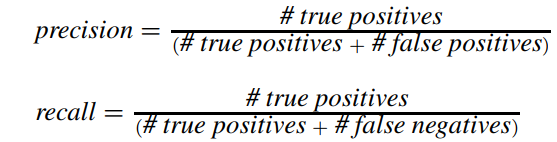 precision = # true positives / (# true positives + # false positives)
recall = # true positives / (# true positives + # false negatives)